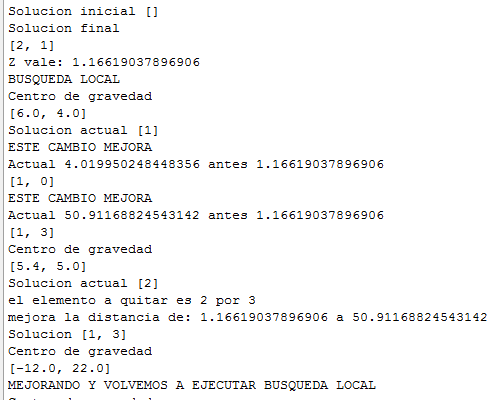 Solucion inicial []
Solucion final
[2, 1]
Z vale: 1.16619037896906
BUSQUEDA LOCAL
Centro de gravedad
[6.0, 4.0]
Solucion actual [1]
ESTE CAMBIO MEJORA
Actual 4.019950248448356 antes 1.16619037896906
[1, 0]
ESTE CAMBIO MEJORA
Actual 50.91168824543142 antes 1.16619037896906
[1, 3]
Centro de gravedad
[5.4, 5.0]
Solucion actual [2]
el elemento a quitar es 2 por 3
mejora la distancia de: 1.16619037896906 a 50.91168824543142
Solucion [1, 3]
Centro de gravedad
[-12.0, 22.0]
MEJORANDO Y VOLVEMOS A EJECUTAR BUSQUEDA LOCAL